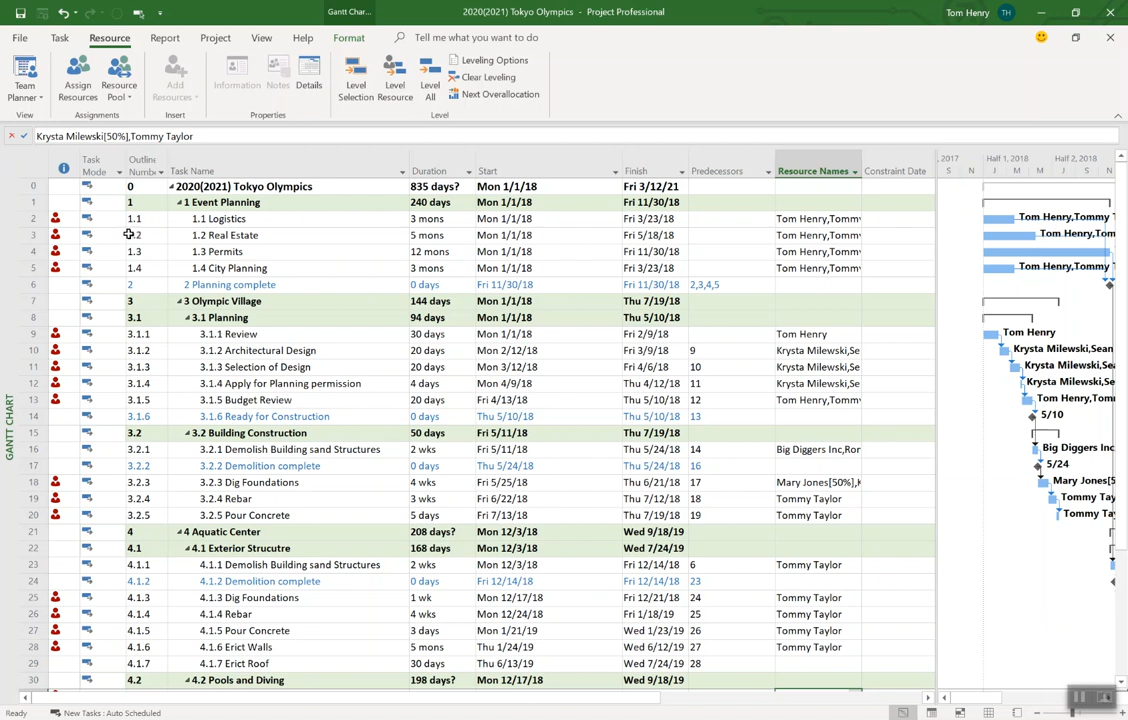 Gantt Char...
2020(2021) Tokyo Olympics - Project Professional
Tom Henry TH
File Task Resource Report Project View Help Format Tell me what you want to do
Team Planner
Assign Resources
Resource Pool
Add Resources
Information Notes Details
Level Selection
Level Resource
Level All
Leveling Options
Clear Leveling
Next Overallocation
View Assignments Insert Properties Level
Krysta Milewski[50%],Tommy Taylor
Task Mode Outline Numbe Task Name Duration Start Finish Predecessors Resource Names Constraint Date , 2017 Half 1, 2018 Half 2, 2018
S N J M M J S N
0 0 2020(2021) Tokyo Olympics 835 days? Mon 1/1/18 Fri 3/12/21
1 1 1 Event Planning 240 days Mon 1/1/18 Fri 11/30/18
2 1.1 1.1 Logistics 3 mons Mon 1/1/18 Fri 3/23/18 Tom Henry,Tommy Tom Henry,Tommy T
3 .2 1.2 Real Estate 5 mons Mon 1/1/18 Fri 5/18/18 Tom Henry,Tommy Tom Henry,Tomm
4 1.3 1.3 Permits 12 mons Mon 1/1/18 Fri 11/30/18 Tom Henry,Tommy
5 1.4 1.4 City Planning 3 mons Mon 1/1/18 Fri 3/23/18 Tom Henry,Tommy Tom Henry,Tommy T
6 2 2 Planning complete 0 days Fri 11/30/18 Fri 11/30/18 2,3,4,5
7 3 3 Olympic Village 144 days Mon 1/1/18 Thu 7/19/18
8 3.1 3.1 Planning 94 days Mon 1/1/18 Thu 5/10/18
9 3.1.1 3.1.1 Review 30 days Mon 1/1/18 Fri 2/9/18 Tom Henry Tom Henry
10 3.1.2 3.1.2 Architectural Design 20 days Mon 2/12/18 Fri 3/9/18 9 Krysta Milewski,Se Krysta Milewski,Sean
11 3.1.3 3.1.3 Selection of Design 20 days Mon 3/12/18 Fri 4/6/18 10 Krysta Milewski,Se Krysta Milewski,Sea
12 3.1.4 3.1.4 Apply for Planning permission 4 days Mon 4/9/18 Thu 4/12/18 11 Krysta Milewski,Se Krysta Milewski,Sea
13 3.1.5 3.1.5 Budget Review 20 days Fri 4/13/18 Thu 5/10/18 12 Tom Henry,Tommy Tom Henry,Tomm
14 3.1.6 3.1.6 Ready for Construction 0 days Thu 5/10/18 Thu 5/10/18 13 5/10
15 3.2 3.2 Building Construction 50 days Fri 5/11/18 Thu 7/19/18
16 3.2.1 3.2.1 Demolish Building sand Structures 2 wks Fri 5/11/18 Thu 5/24/18 14 Big Diggers Inc,Ror Big Diggers Inc
17 3.2.2 3.2.2 Demolition complete 0 days Thu 5/24/18 Thu 5/24/18 16 5/24
18 3.2.3 3.2.3 Dig Foundations 4 wks Fri 5/25/18 Thu 6/21/18 17 Mary Jones[50%],K Mary Jones[5
19 3.2.4 3.2.4 Rebar 3 wks Fri 6/22/18 Thu 7/12/18 18 Tommy Taylor Tommy Tay
20 3.2.5 3.2.5 Pour Concrete 5 days Fri 7/13/18 Thu 7/19/18 19 Tommy Taylor Tommy Ta
21 4 4 Aquatic Center 208 days? Mon 12/3/18 Wed 9/18/19
22 4.1 4.1 Exterior Strucutre 168 days Mon 12/3/18 Wed 7/24/19
23 4.1.1 4.1.1 Demolish Building sand Structures 2 wks Mon 12/3/18 Fri 12/14/18 6 Tommy Taylor
24 4.1.2 4.1.2 Demolition complete 0 days Fri 12/14/18 Fri 12/14/18 23
25 4.1.3 4.1.3 Dig Foundations 1 wk Mon 12/17/18 Fri 12/21/18 24 Tommy Taylor
26 4.1.4 4.1.4 Rebar 4 wks Mon 12/24/18 Fri 1/18/19 25 Tommy Taylor
27 4.1.5 4.1.5 Pour Concrete 3 days Mon 1/21/19 Wed 1/23/19 26 Tommy Taylor
28 4.1.6 4.1.6 Erict Walls 5 mons Thu 1/24/19 Wed 6/12/19 27 Tommy Taylor
29 4.1.7 4.1.7 Erict Roof 30 days Thu 6/13/19 Wed 7/24/19 28
30 4.2 4.2 Pools and Diving 198 days? Mon 12/17/18 Wed 9/18/19
GANTT CHART
Ready New Tasks : Auto Scheduled